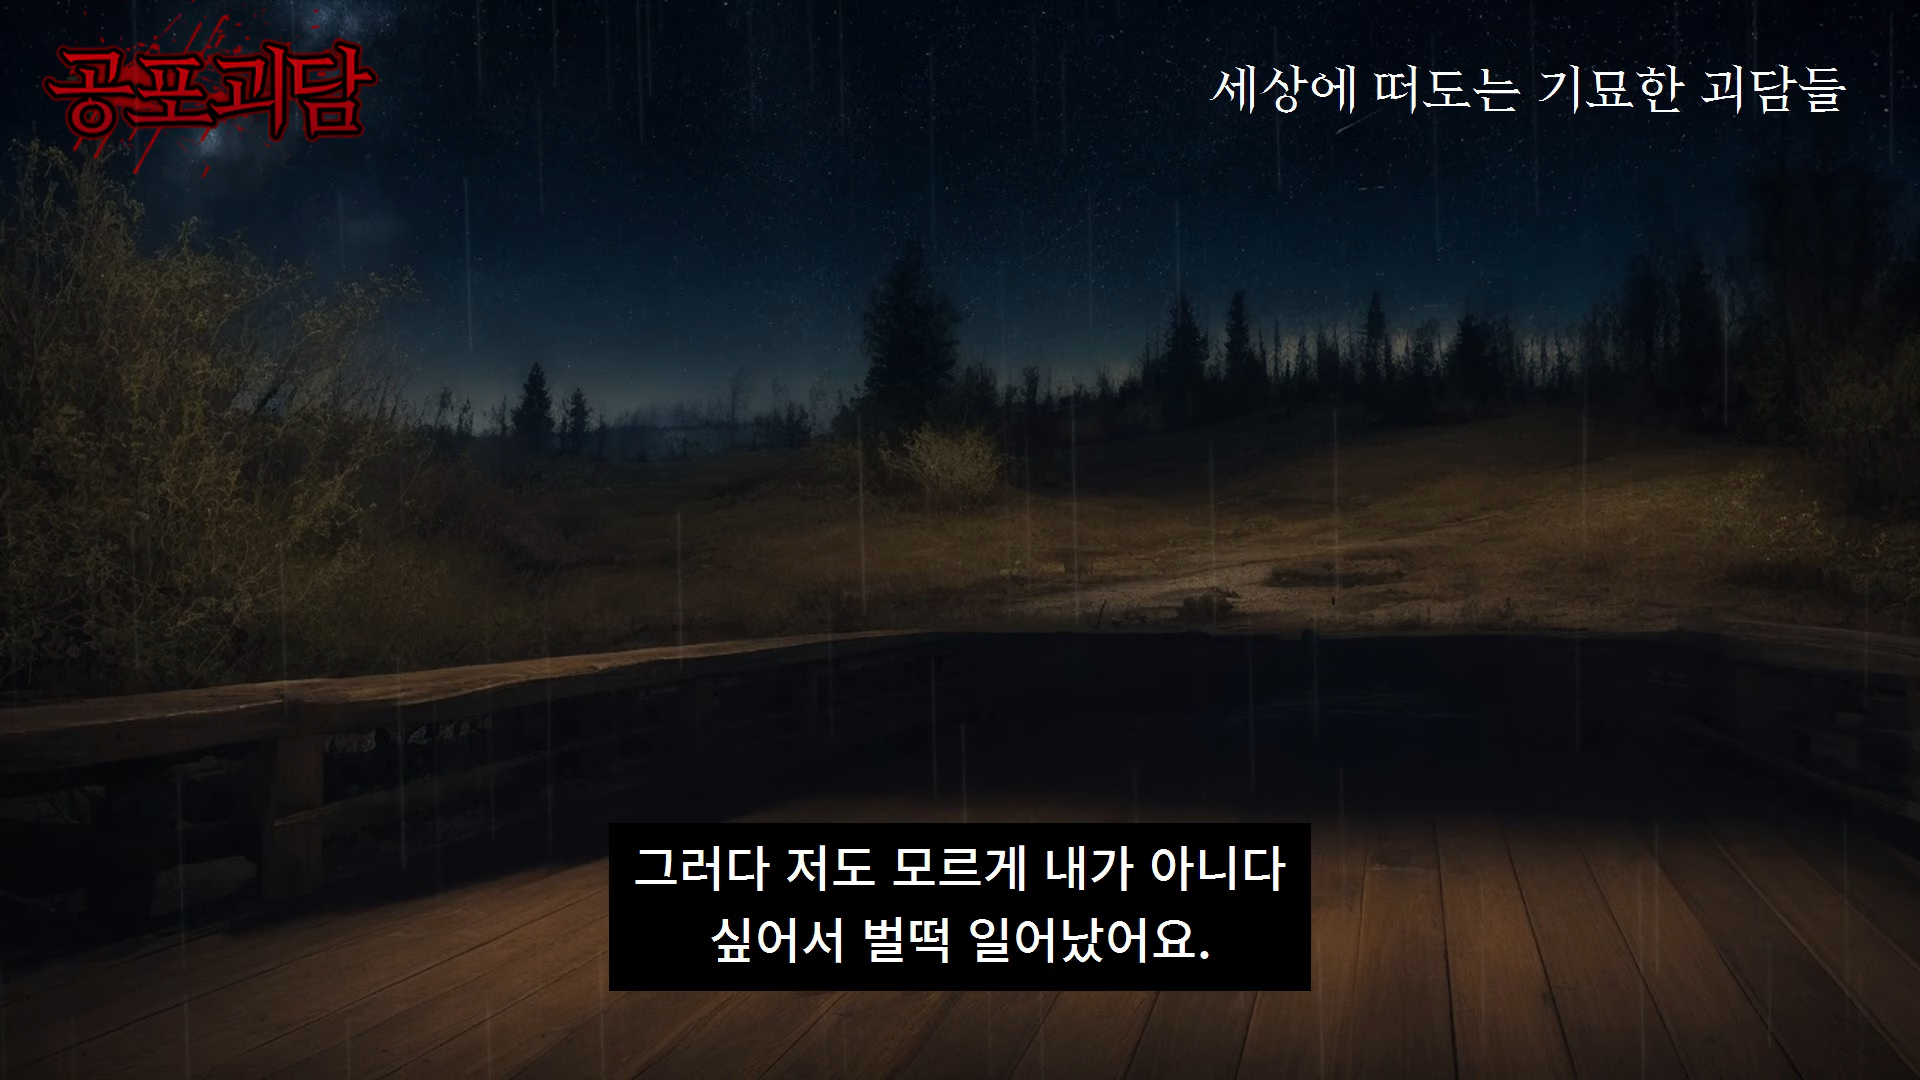 공포괴담
세상에 떠도는 기묘한 괴담들
그러다 저도 모르게 내가 아니다
싶어서 벌떡 일어났어요.